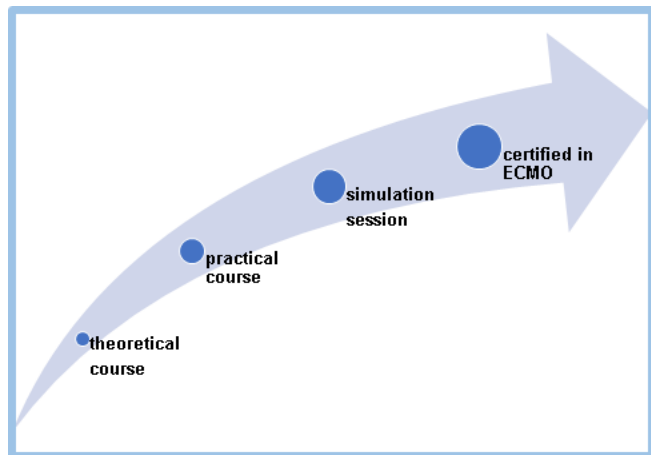 certified in
ECMO
simulation
session
practical
course
theoretical
course